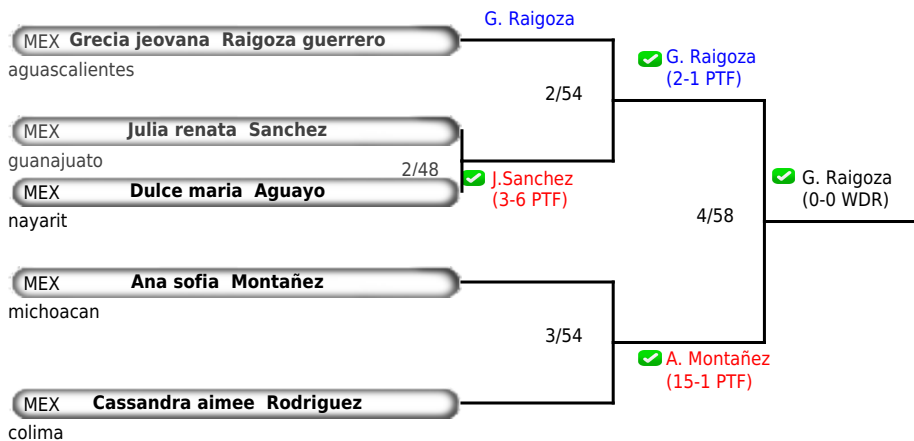 G. Raigoza
MEX Grecia jeovana Raigoza guerrero
aguascalientes
G. Raigoza
(2-1 PTF)
2/54
MEX Julia renata Sanchez
guanajuato
2/48
J.Sanchez
(3-6 PTF)
MEX Dulce maria Aguayo
nayarit
G. Raigoza
(0-0 WDR)
4/58
MEX Ana sofia Montañez
michoacan
3/54
A. Montañez
(15-1 PTF)
MEX Cassandra aimee Rodriguez
colima